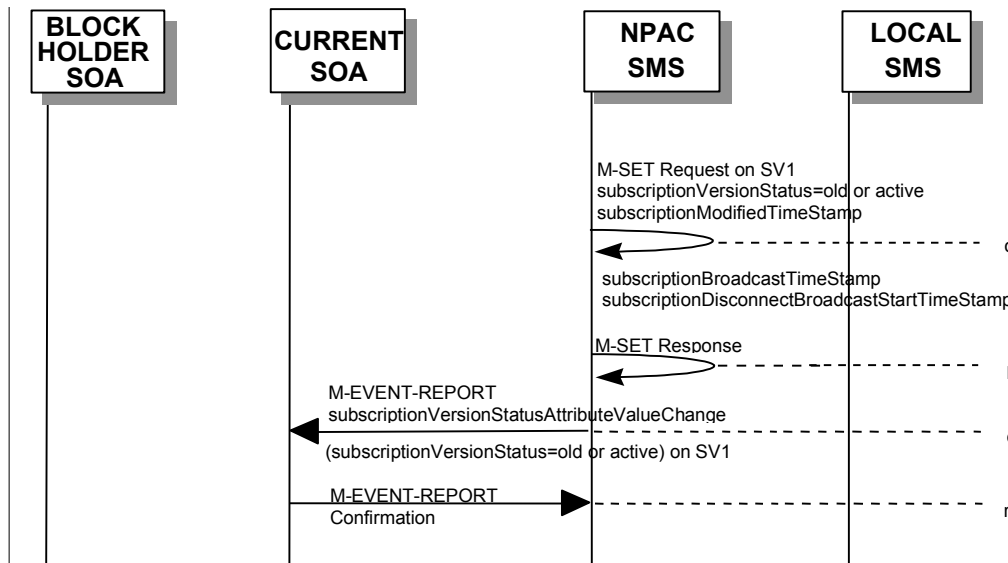 BLOCK
HOLDER
SOA
CURRENT
SOA
NPAC
SMS
LOCAL
SMS
M-SET Request on SV1
subscriptionVersionStatus=old or active
subscriptionModifiedTimeStamp
subscriptionBroadcastTimeStamp
subscriptionDisconnectBroadcastStartTimeStamp
M-SET Response
M-EVENT-REPORT
subscriptionVersionStatusAttributeValueChange
(subscriptionVersionStatus=old or active) on SV1
M-EVENT-REPORT
Confirmation